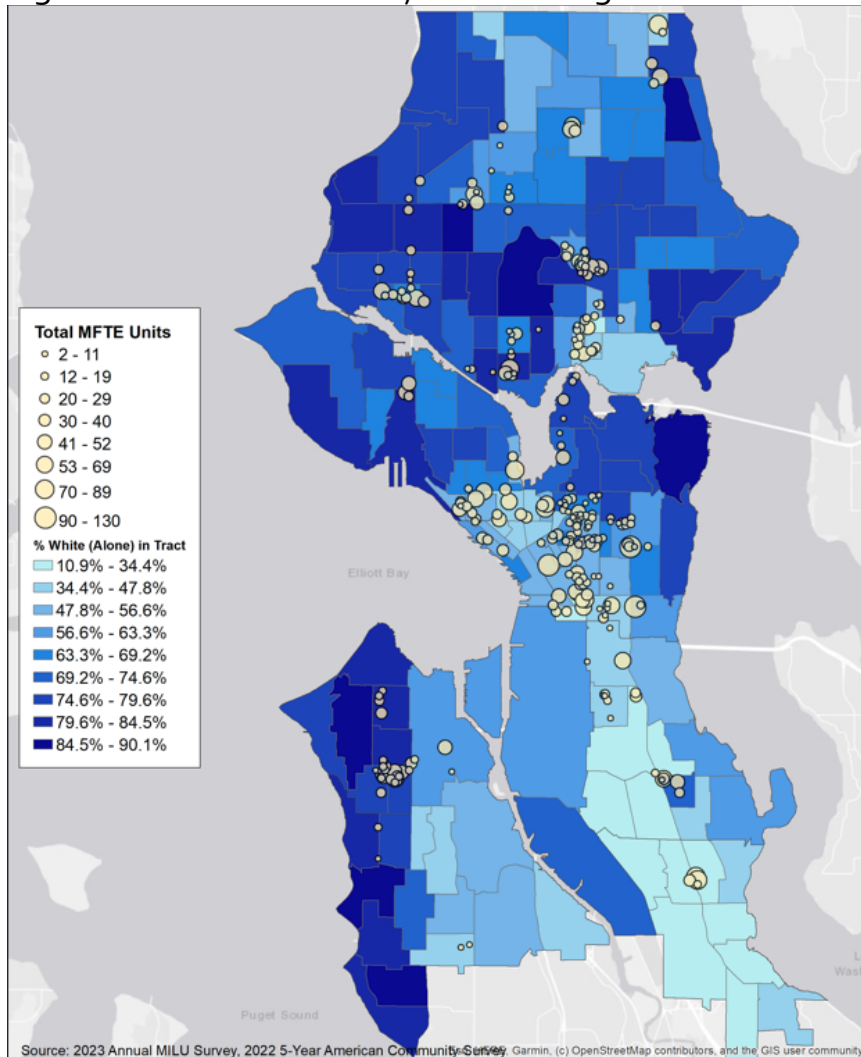 Total MFTE Units
2 - 11
12 - 19
20 - 29
30 - 40
41 - 52
53 - 69
70 - 89
90 - 130
% White (Alone) in Tract
10.9% - 34.4%
34.4% - 47.8%
47.8% - 56.6%
56.6% - 63.3%
63.3% - 69.2%
69.2% - 74.6%
74.6% - 79.6%
79.6% - 84.5%
84.5% - 90.1%
Elliott Bay
Puget Sound
Source: 2023 Annual MILU Survey, 2022 5-Year American Community Survey
Garmin, (c) OpenStreetMap contributors, and the GIS user community